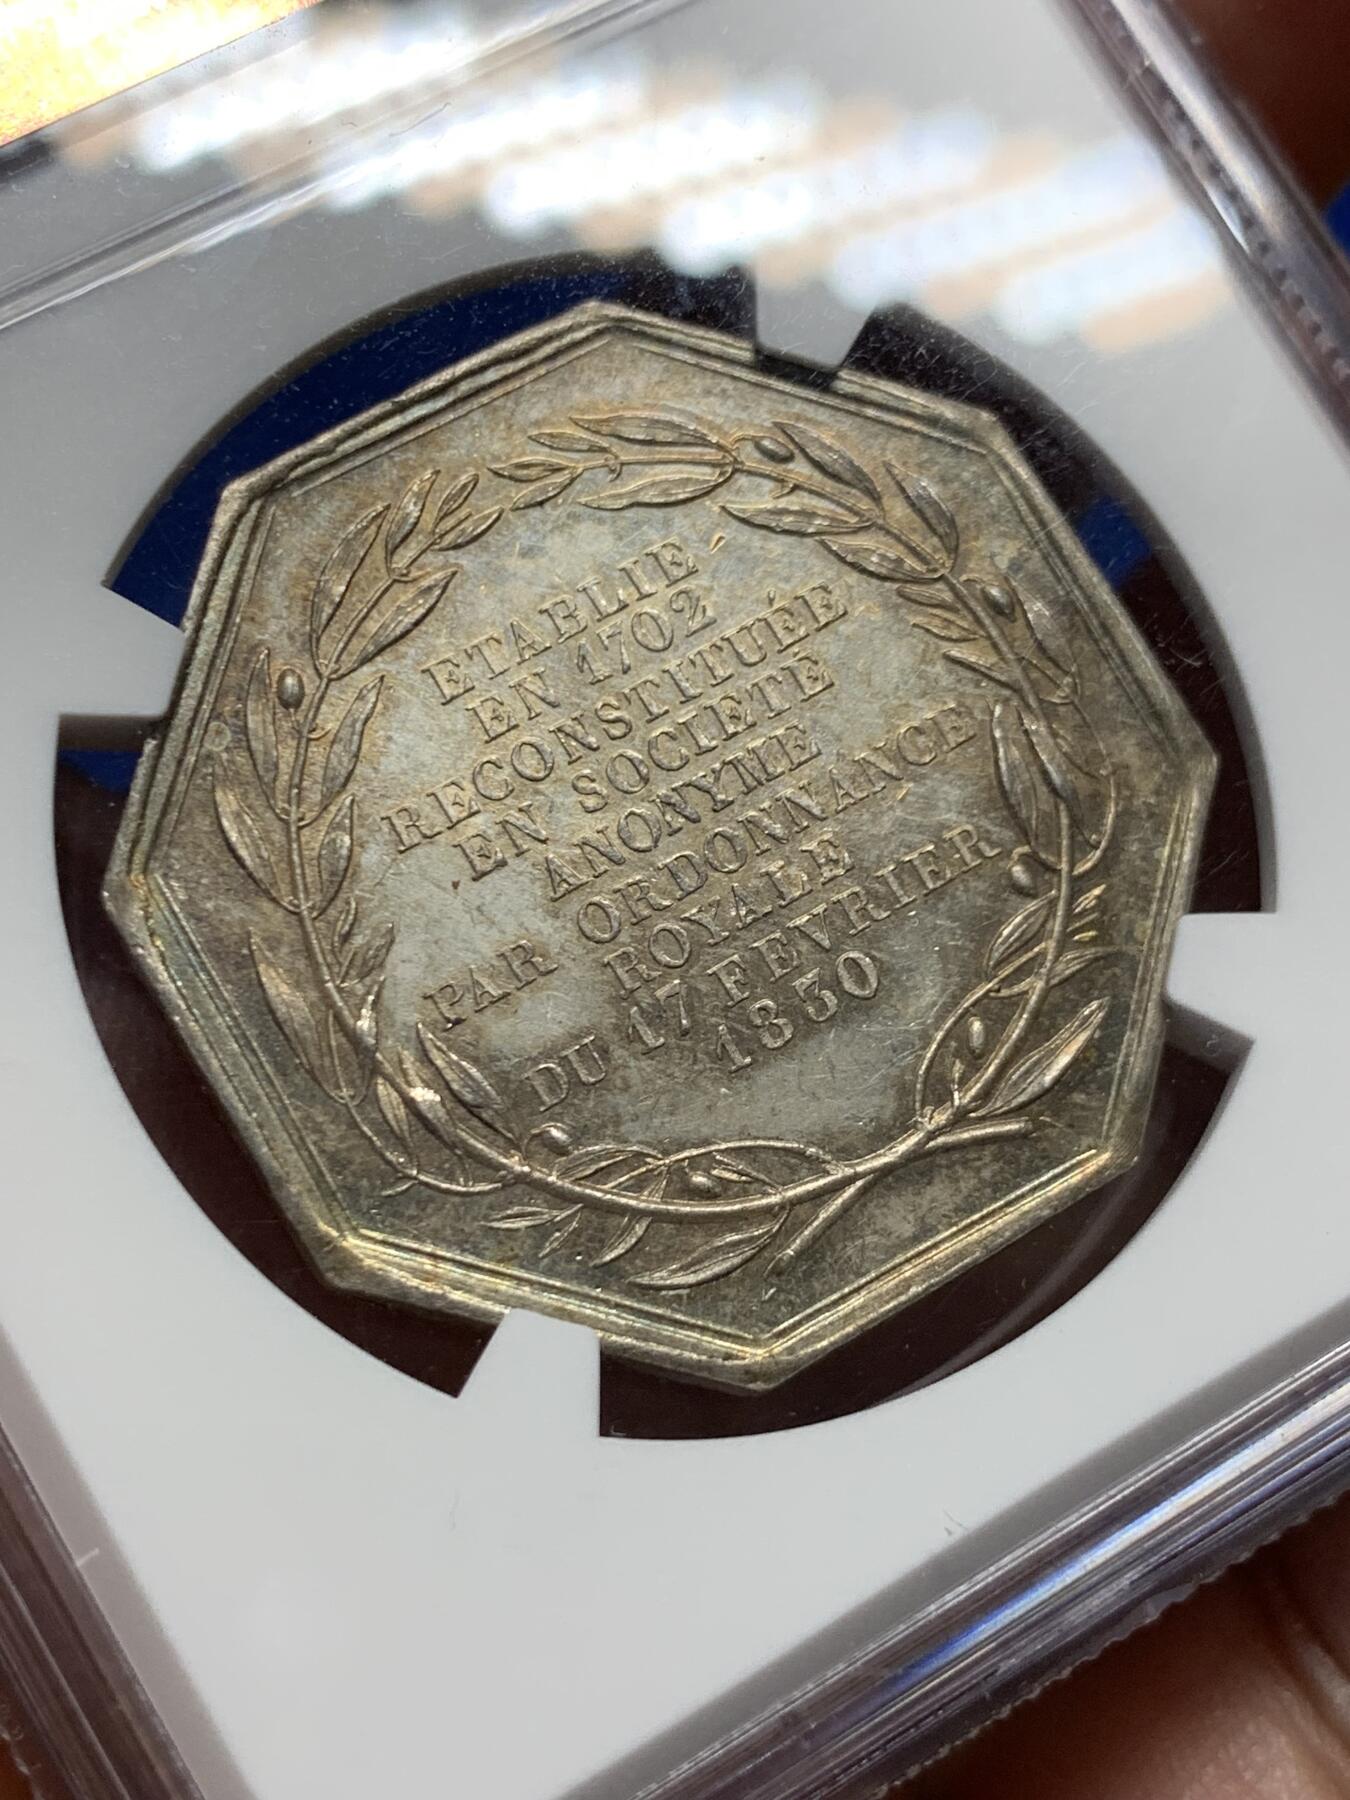 ETABLIE
EN 1702
RECONSTITUÉE
EN SOCIÉTÉ
ANONYME
PAR ORDONNANCE
ROYALE
DU 17 FEVRIER
1830